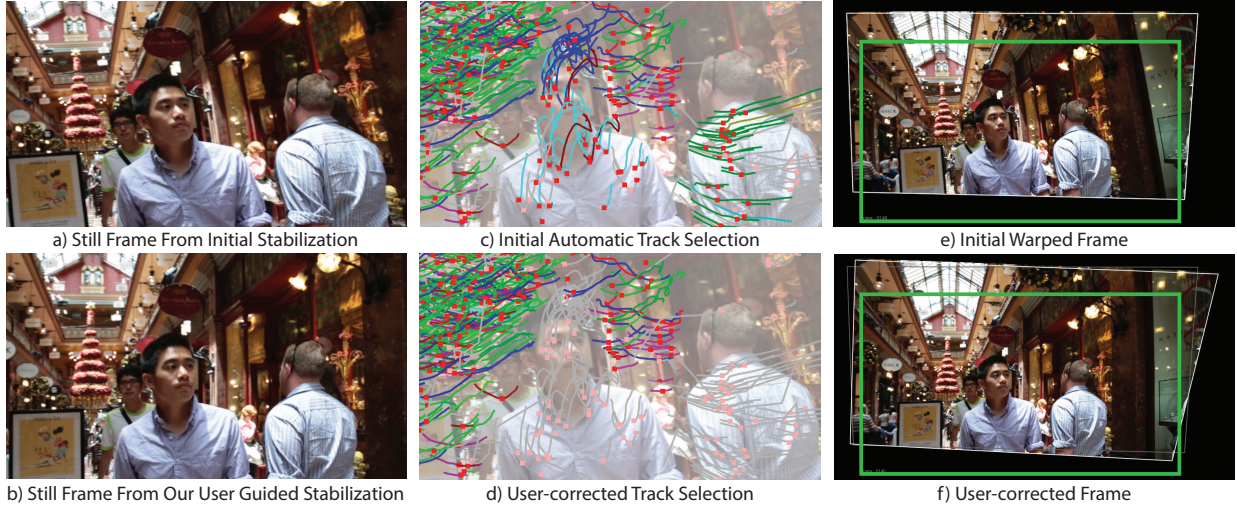 a) Still Frame From Initial Stabilization
c) Initial Automatic Track Selection
e) Initial Warped Frame
b) Still Frame From Our User Guided Stabilization
d) User-corrected Track Selection
f) User-corrected Frame